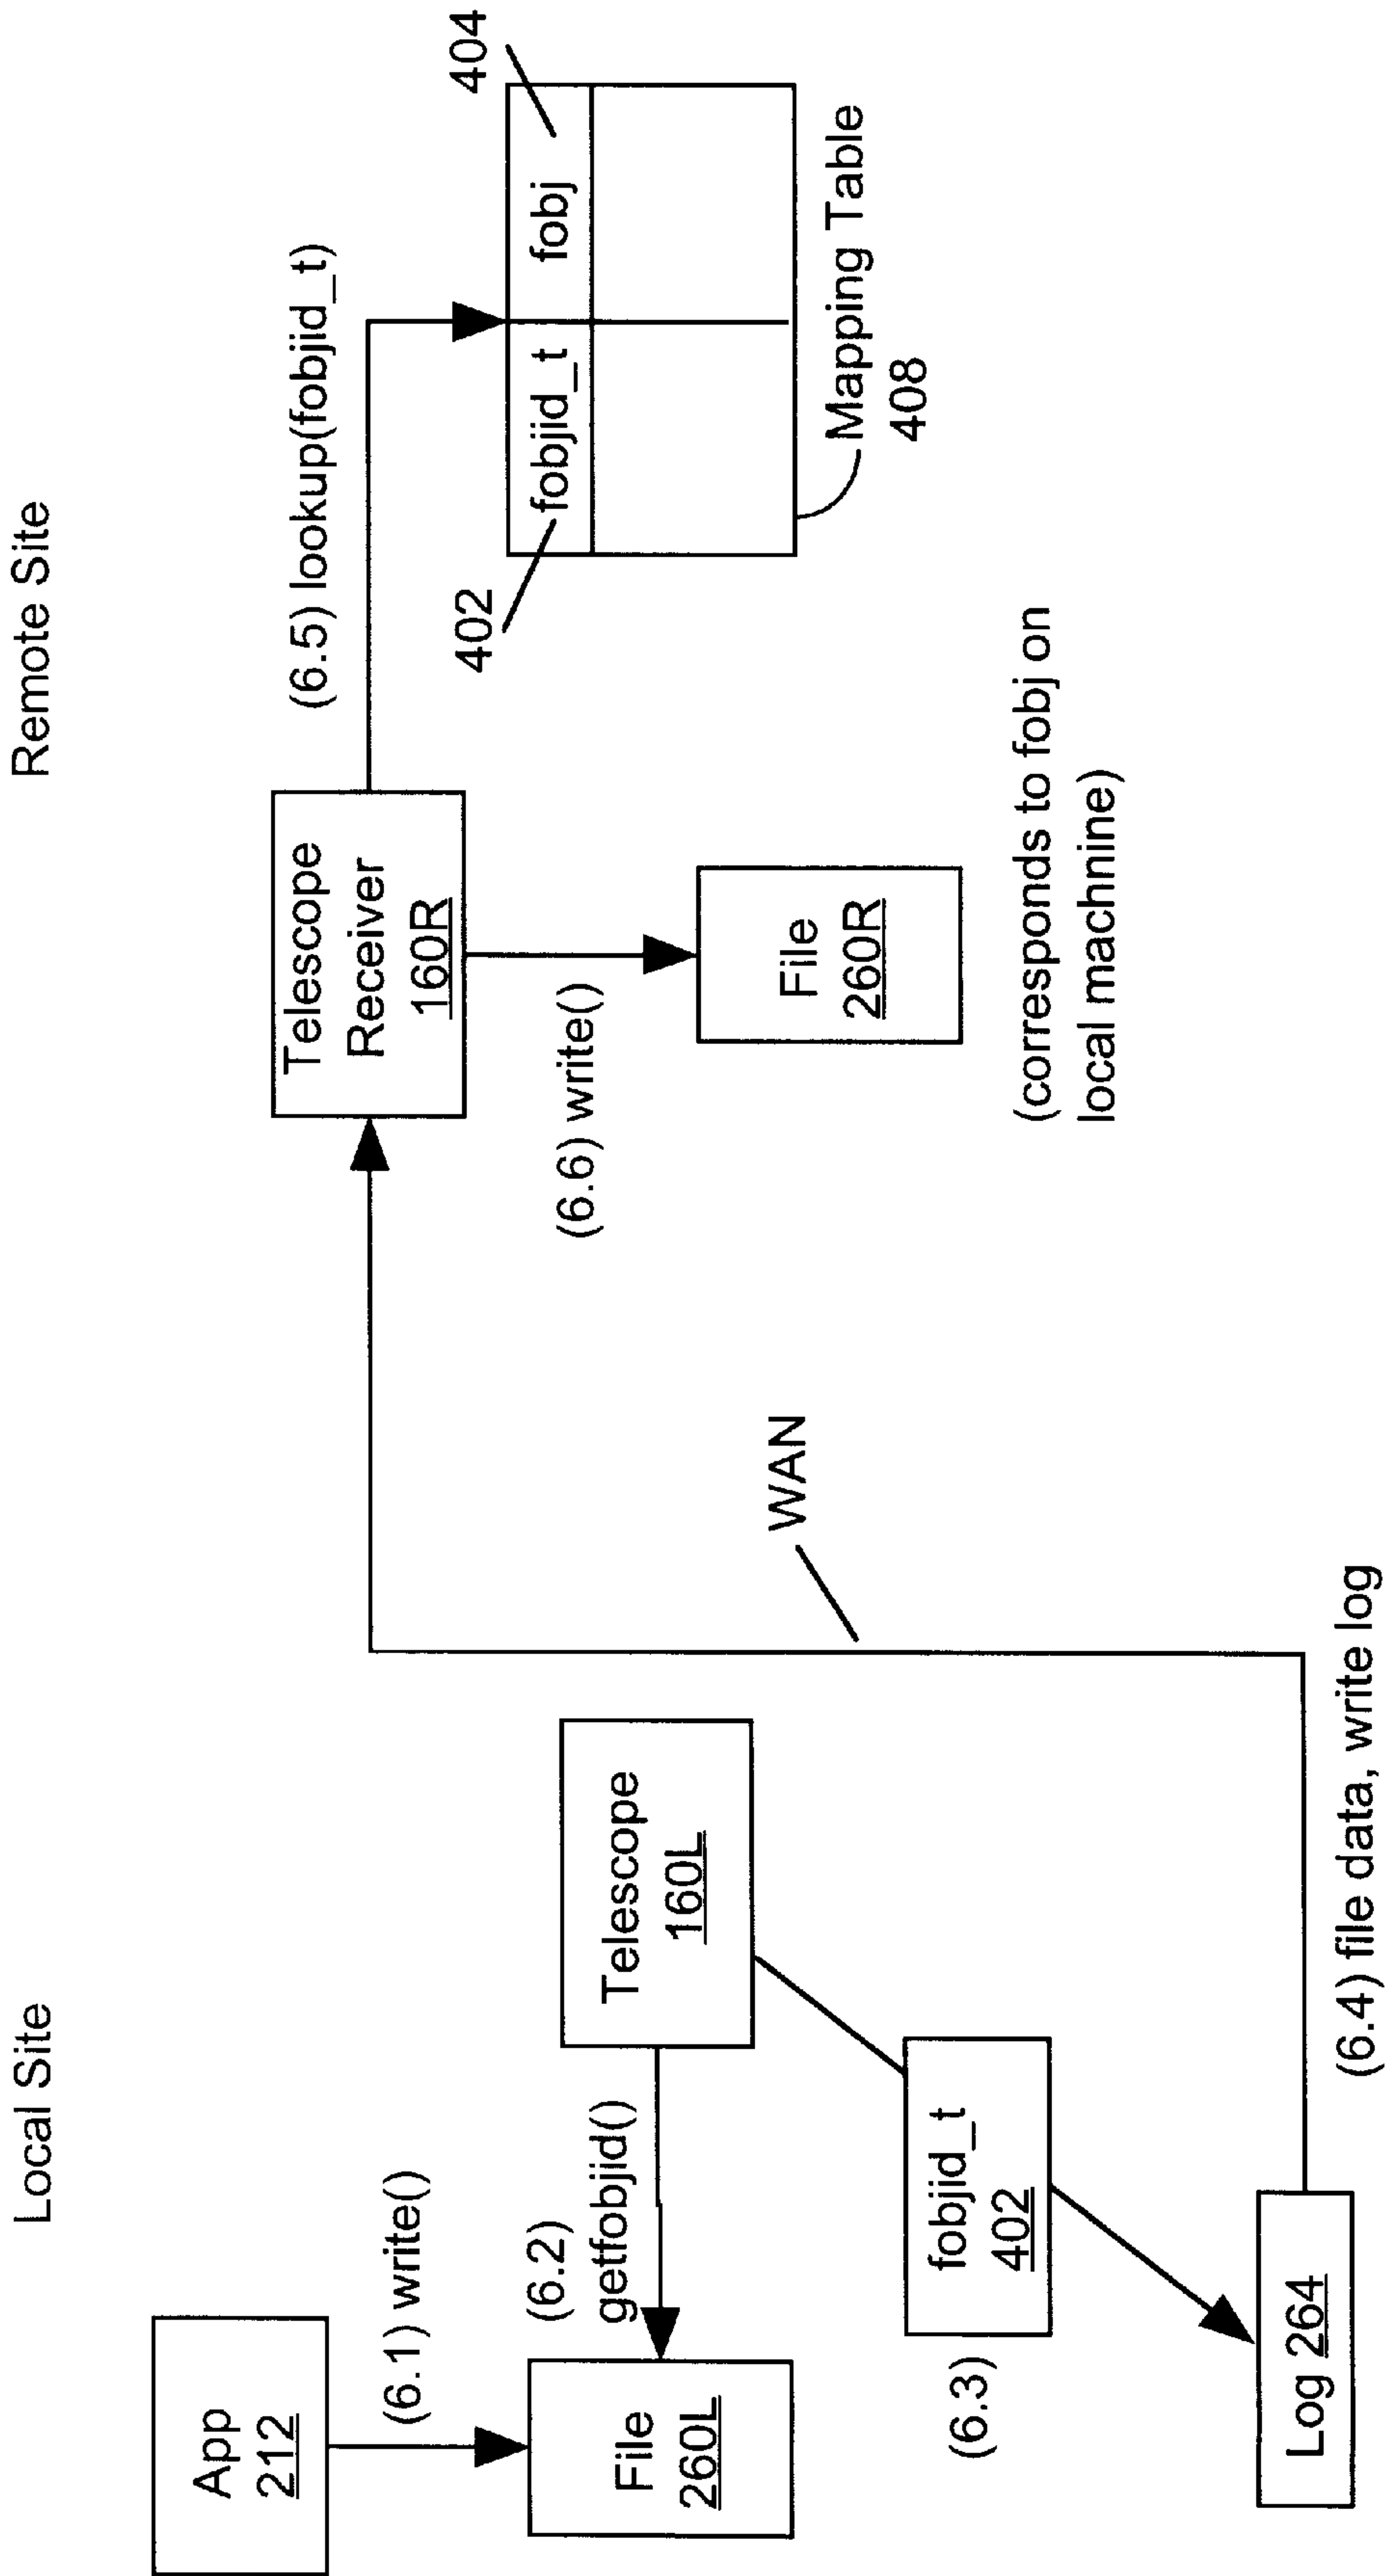 Local Site
Remote Site
App
212
(6.1) write()
File
260L
(6.2)
getfobjid()
Telescope
160L
(6.3)
fobjid_t
402
Log 264
(6.4) file data, write log
WAN
Telescope
Receiver
160R
(6.5) lookup(fobjid_t)
(6.6) write()
File
260R
(corresponds to fobj on
local machnine)
402
404
fobjid_t
fobj
Mapping Table
408